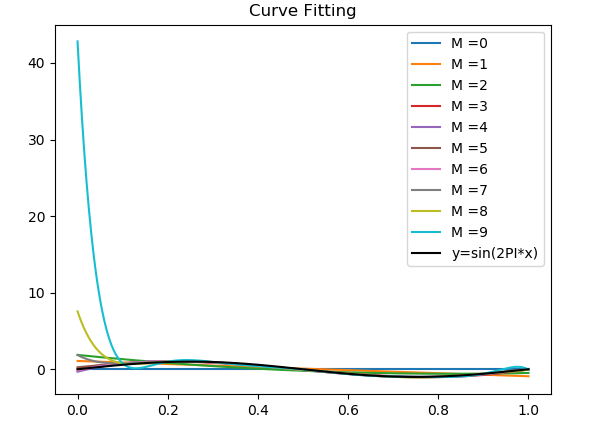 Curve Fitting
40
30
20
10
0
0.0 0.2 0.4 0.6 0.8 1.0
M =0
M =1
M =2
M =3
M =4
M =5
M =6
M =7
M =8
M =9
y=sin(2PI*x)